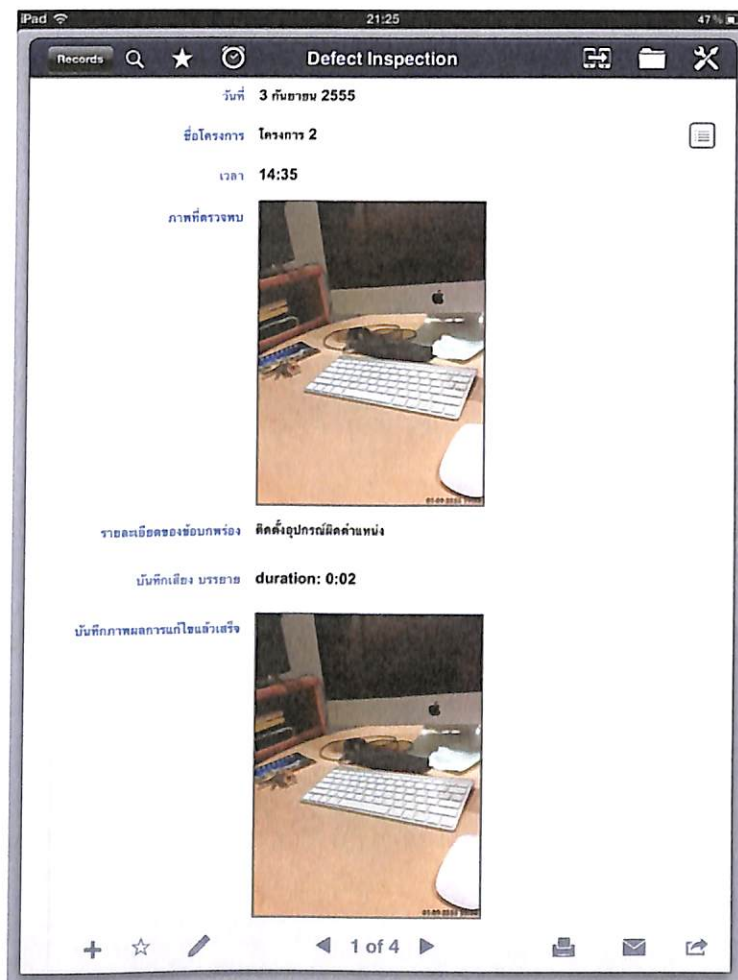 iPad 21:25 47%
Records Defect Inspection
วันที่ 3 กันยายน 2555
ชื่อโครงการ โครงการ 2
เวลา 14:35
ภาพที่ตรวจพบ
รายละเอียดของข้อบกพร่อง ติดตั้งอุปกรณ์ผิดตำแหน่ง
บันทึกเสียง บรรยาย duration: 0:02
บันทึกภาพผลการแก้ไขแล้วเสร็จ
1 of 4